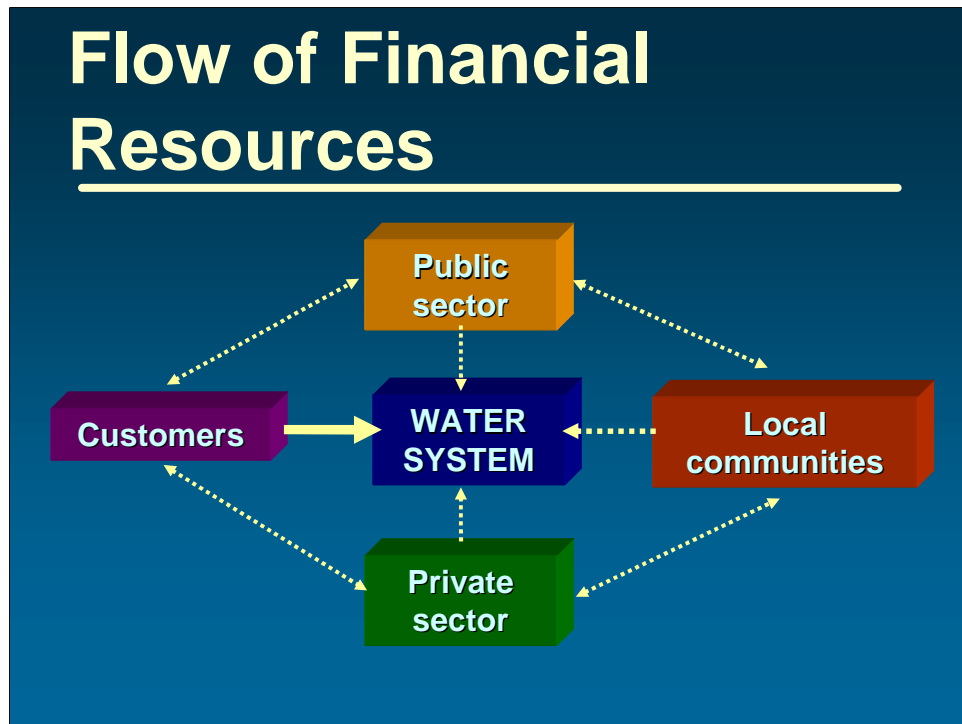 Flow of Financial
Resources
Public
sector
Customers
WATER
SYSTEM
Local
communities
Private
sector